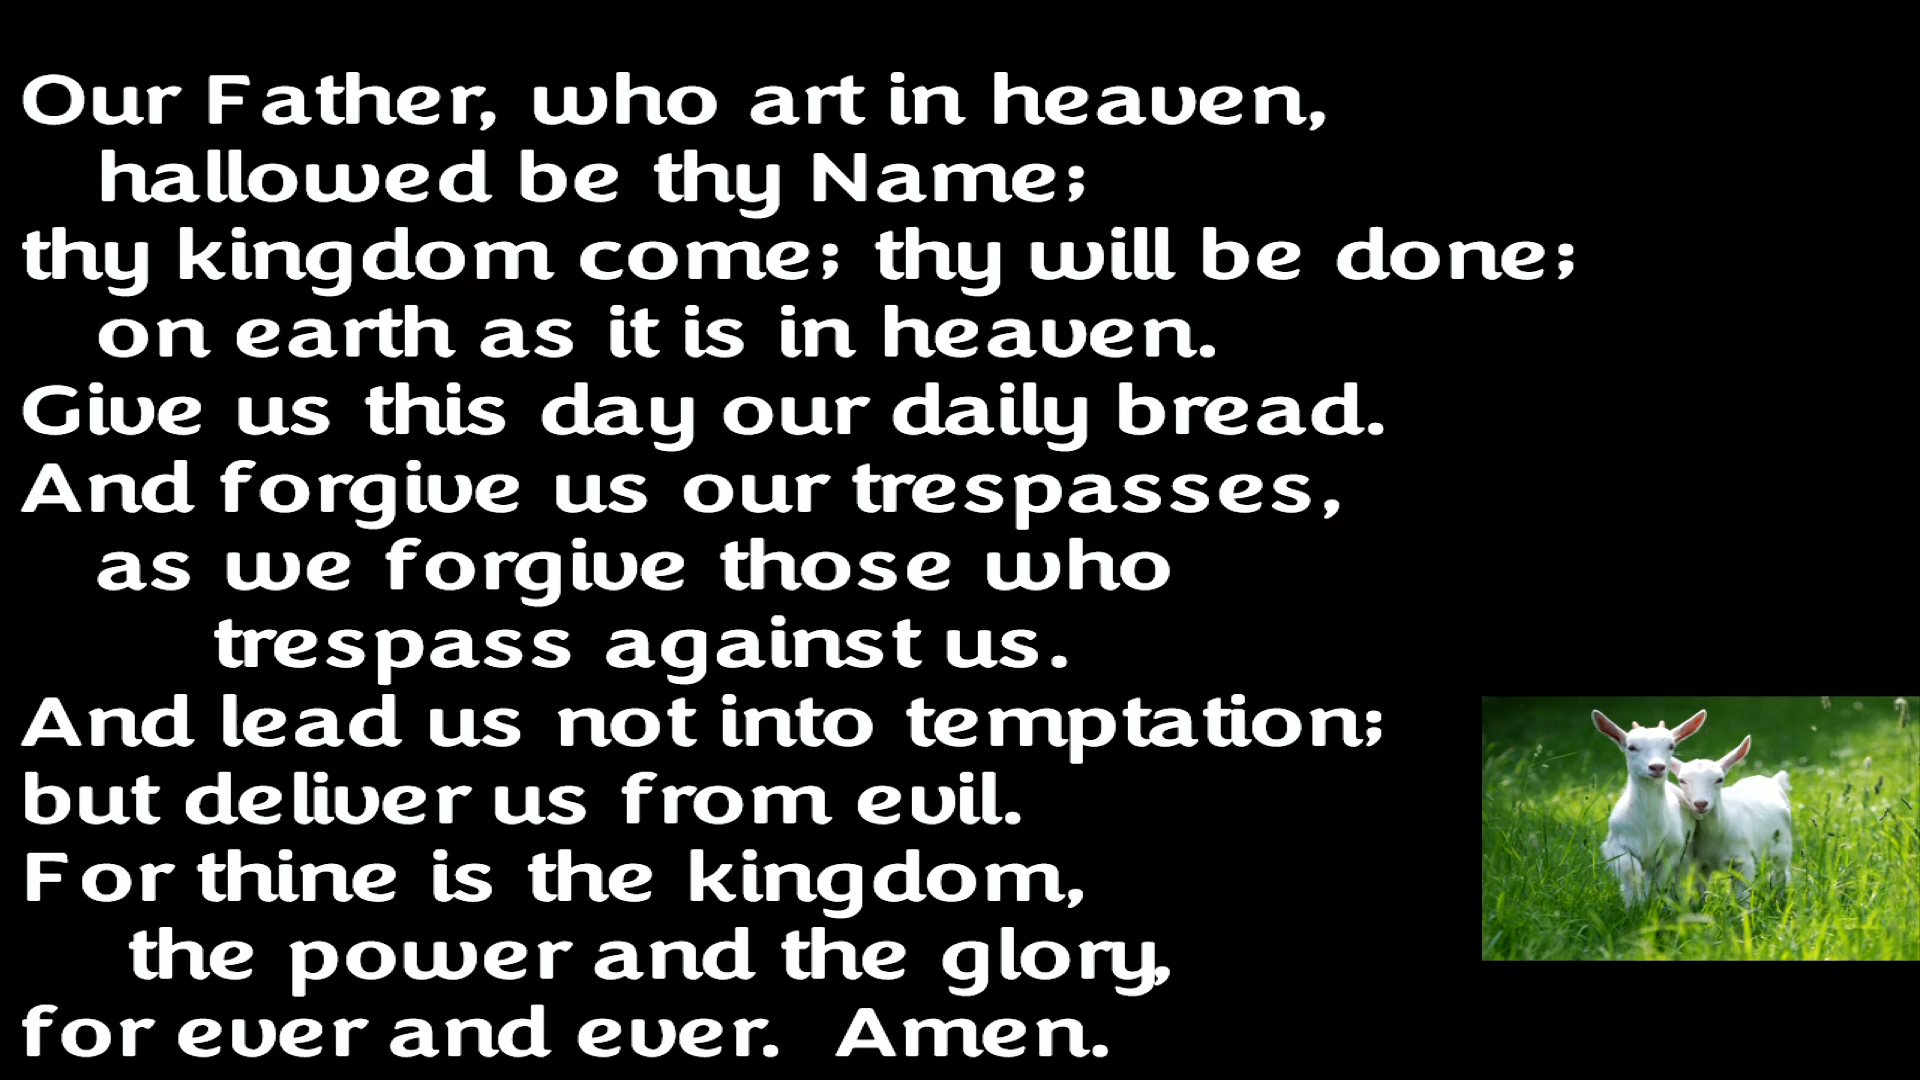 Our Father, who art in heaven,
hallowed be thy Name;
thy kingdom come; thy will be done;
on earth as it is in heaven.
Give us this day our daily bread.
And forgive us our trespasses,
as we forgive those who
trespass against us.
And lead us not into temptation;
but deliver us from evil.
For thine is the kingdom,
the power and the glory,
for ever and ever. Amen.